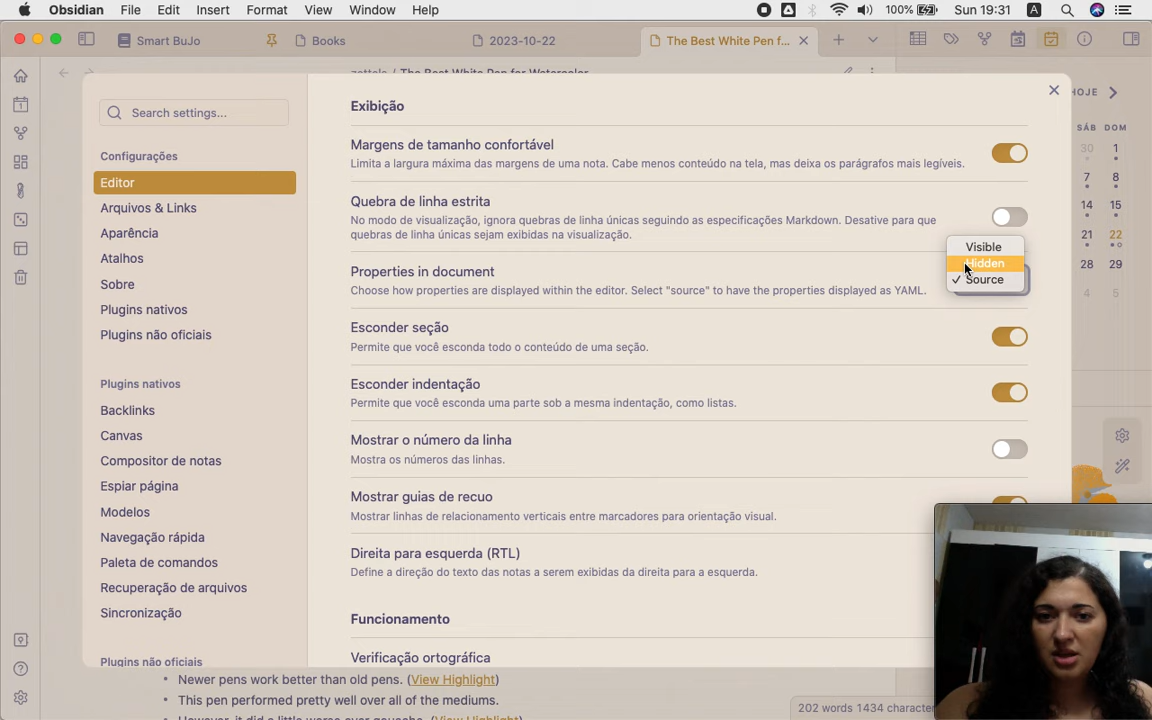 Obsidian File Edit Insert Format View Window Help 100% Sun 19:31 A
Smart BuJo Books 2023-10-22 The Best White Pen f...
HOJE
SÁB DOM
30 1
7 8
14 15
21 22
28 29
4 5
Search settings...
Configurações
Editor
Arquivos & Links
Aparência
Atalhos
Sobre
Plugins nativos
Plugins não oficiais
Plugins nativos
Backlinks
Canvas
Compositor de notas
Espiar página
Modelos
Navegação rápida
Paleta de comandos
Recuperação de arquivos
Sincronização
Plugins não oficiais
Exibição
Margens de tamanho confortável
Limita a largura máxima das margens de uma nota. Cabe menos conteúdo na tela, mas deixa os parágrafos mais legíveis.
Quebra de linha estrita
No modo de visualização, ignora quebras de linha únicas seguindo as especificações Markdown. Desative para que
quebras de linha únicas sejam exibidas na visualização.
Visible
Hidden
✓ Source
Properties in document
Choose how properties are displayed within the editor. Select "source" to have the properties displayed as YAML.
Esconder seção
Permite que você esconda todo o conteúdo de uma seção.
Esconder indentação
Permite que você esconda uma parte sob a mesma indentação, como listas.
Mostrar o número da linha
Mostra os números das linhas.
Mostrar guias de recuo
Mostrar linhas de relacionamento verticais entre marcadores para orientação visual.
Direita para esquerda (RTL)
Define a direção do texto das notas a serem exibidas da direita para a esquerda.
Funcionamento
Verificação ortográfica
• Newer pens work better than old pens. (View Highlight)
• This pen performed pretty well over all of the mediums.
202 words 1434 character